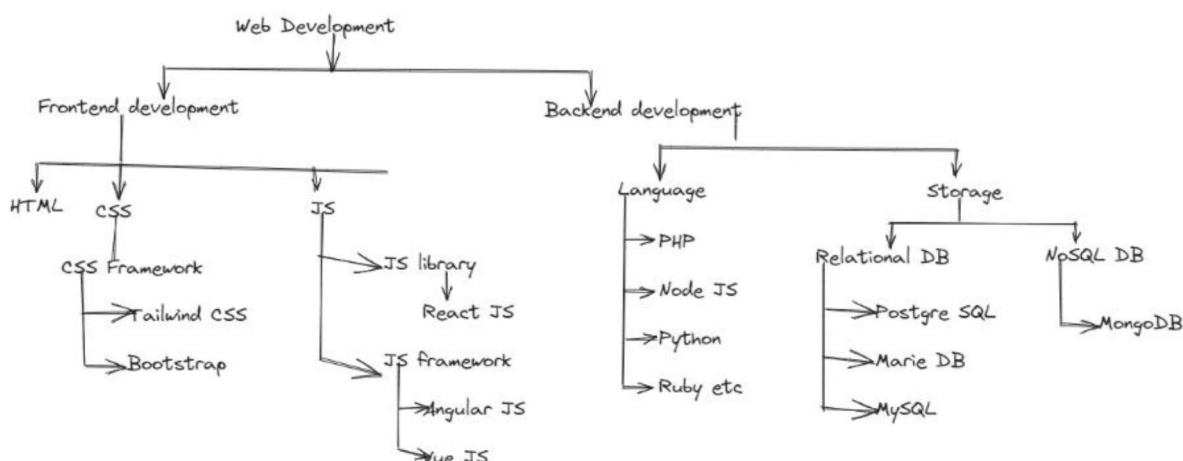 Web Development
Frontend development
Backend development
HTML
CSS
JS
Language
Storage
CSS Framework
Tailwind CSS
Bootstrap
JS library
React JS
JS framework
Angular JS
Vue JS
PHP
Node JS
Python
Ruby etc
Relational DB
NoSQL DB
Postgre SQL
Marie DB
MySQL
MongoDB